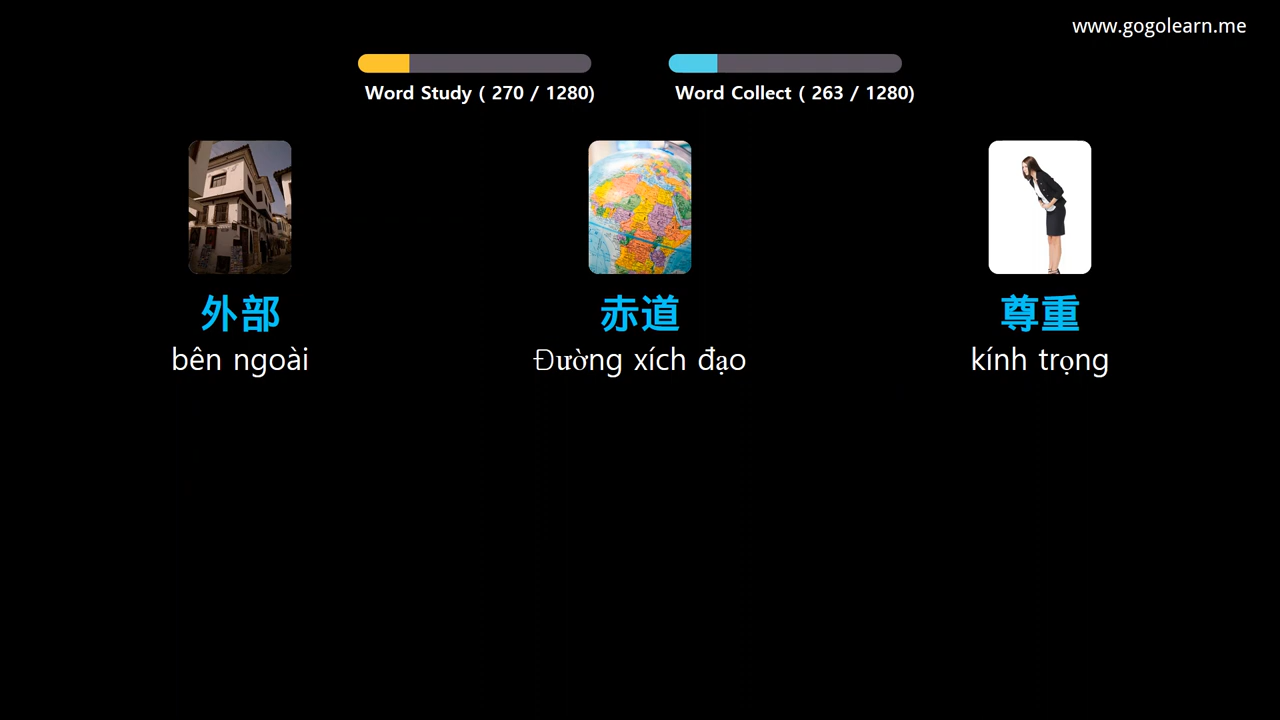 www.gogolearn.me
Word Study ( 270 / 1280)
Word Collect ( 263 / 1280)
外部
bên ngoài
赤道
Đường xích đạo
尊重
kính trọng